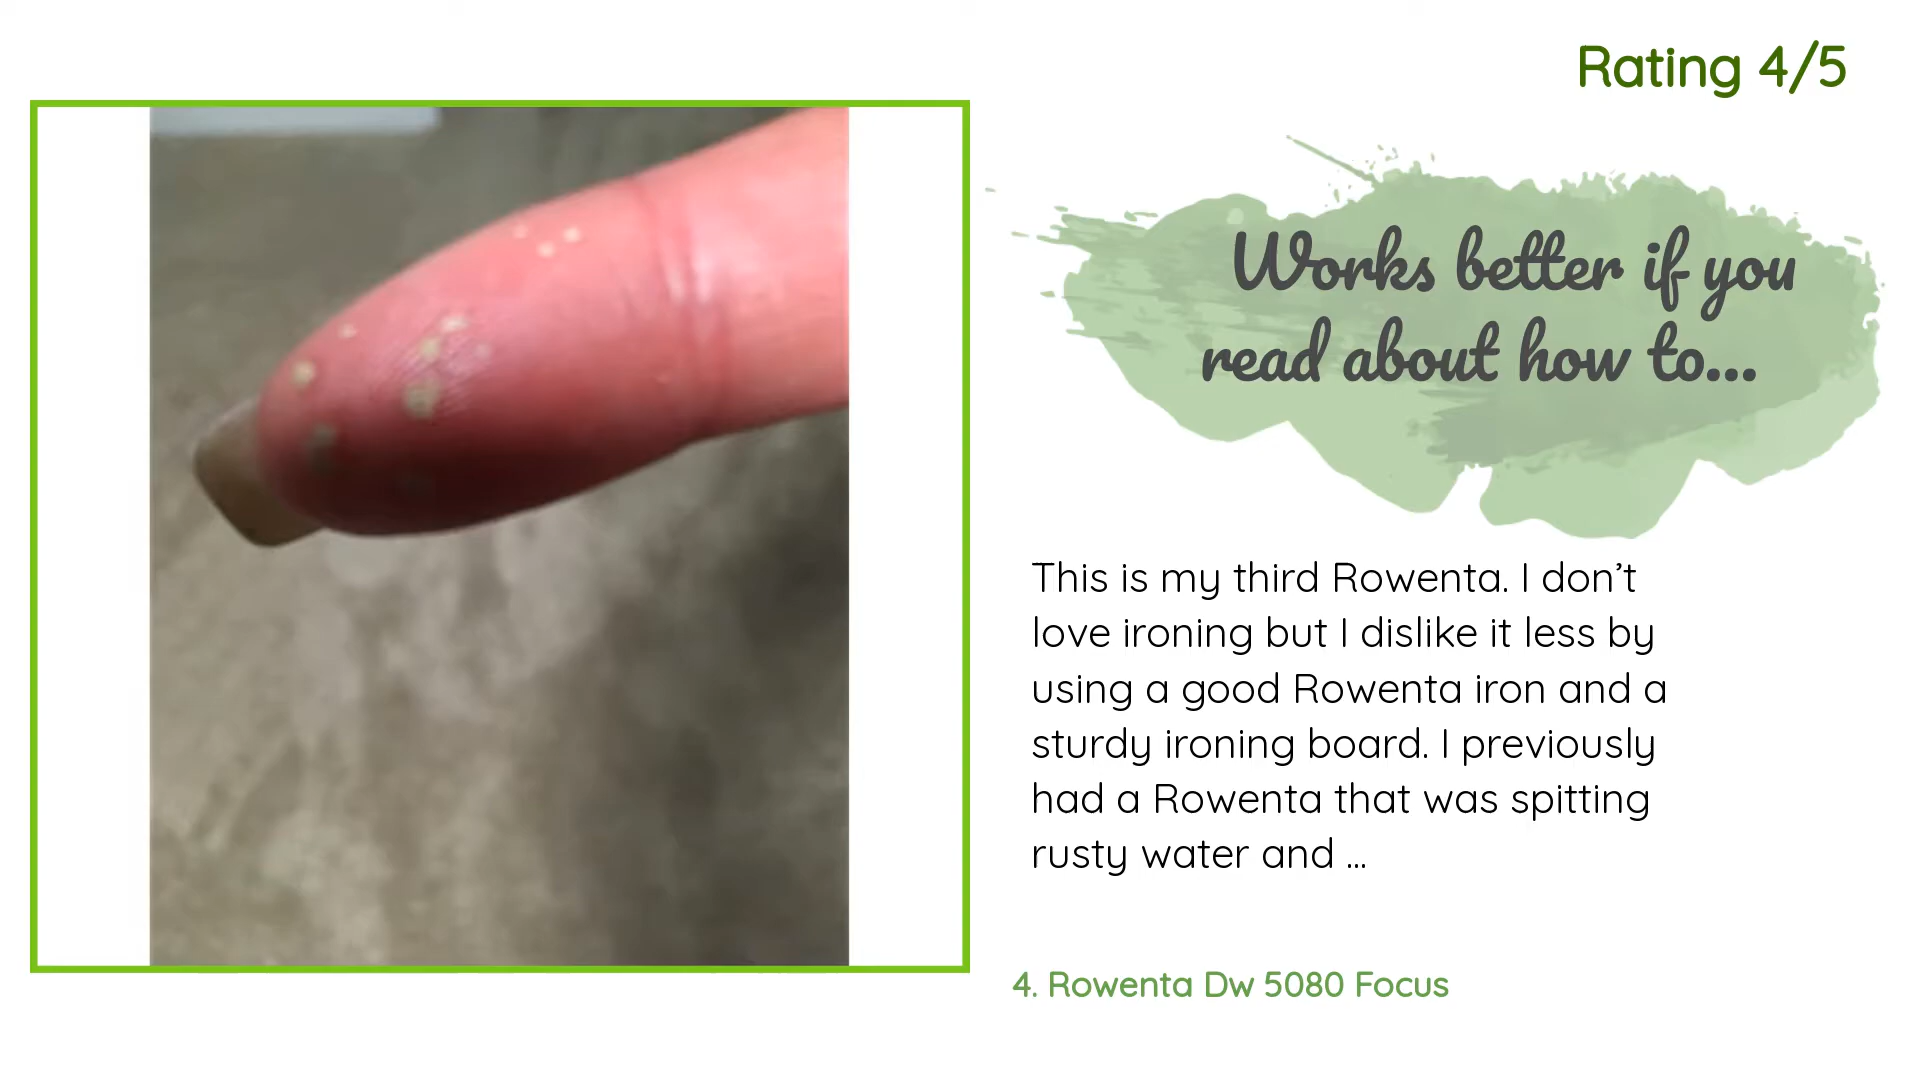 Rating 4/5
Works better if you
read about how to...
This is my third Rowenta. I don’t
love ironing but I dislike it less by
using a good Rowenta iron and a
sturdy ironing board. I previously
had a Rowenta that was spitting
rusty water and ...
4. Rowenta Dw 5080 Focus